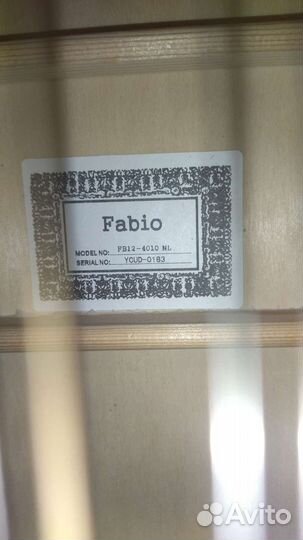 Fabio
MODEL NO: FB12-4010 NL
SERIAL NO: YCUD-0183
Avito